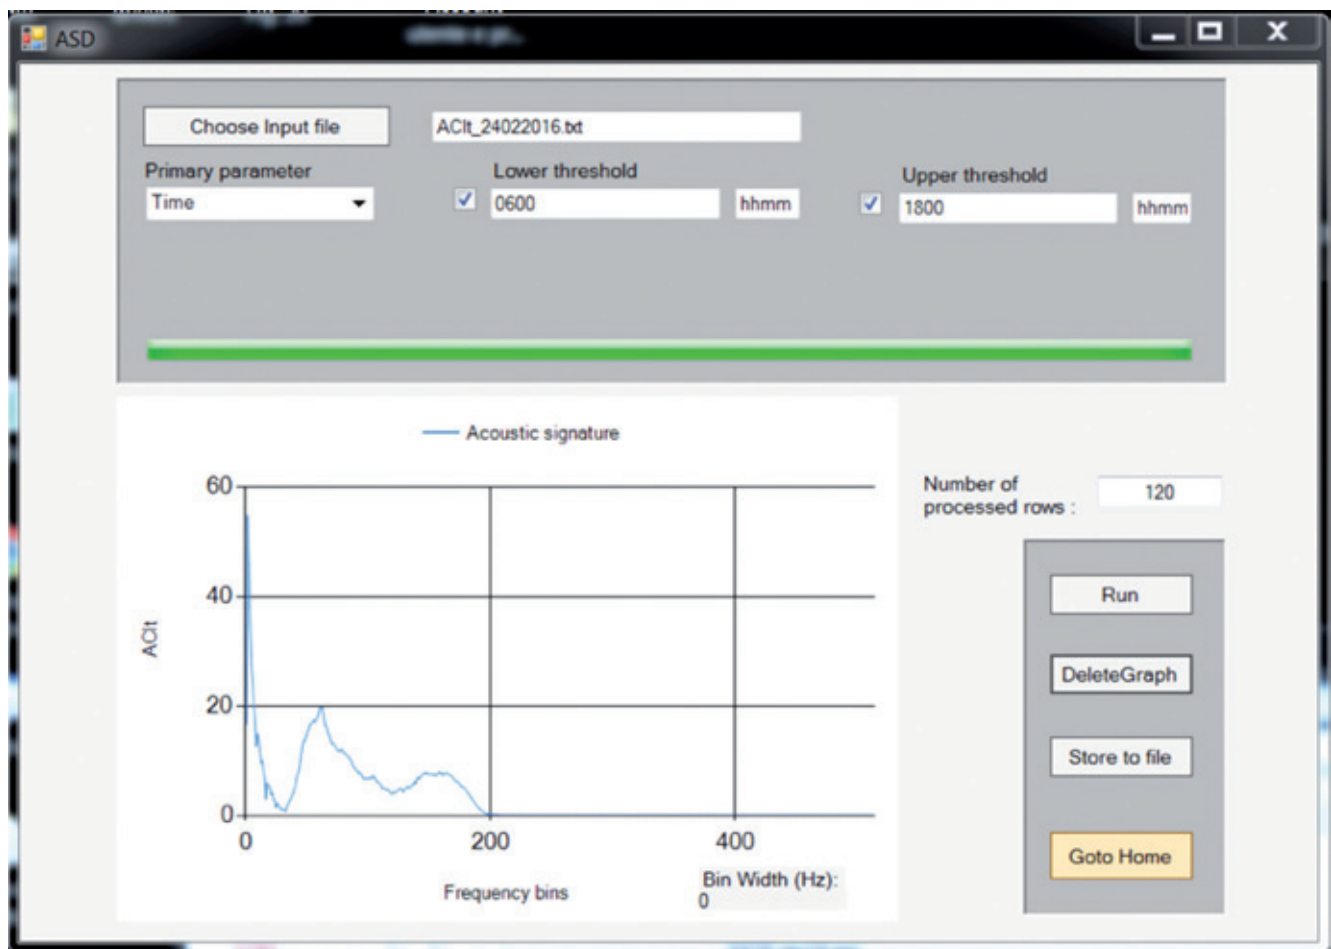 ASD
Choose Input file
ACIt_24022016.txt
Primary parameter
Lower threshold
Upper threshold
Time
0600
hhmm
1800
hhmm
Acoustic signature
60
40
20
0
ACIt
0
200
400
Frequency bins
Bin Width (Hz):
0
Number of
processed rows :
120
Run
DeleteGraph
Store to file
Goto Home